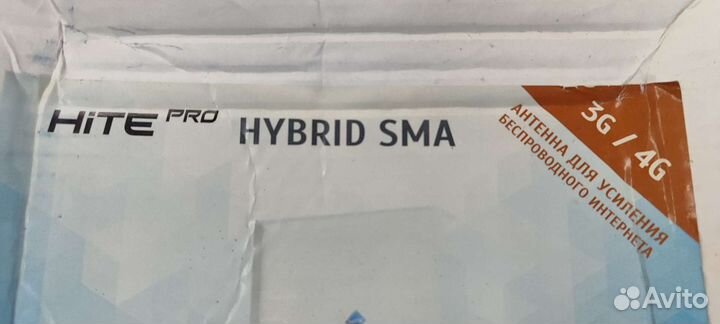 HiTE PRO HYBRID SMA
3G / 4G
АНТЕННА ДЛЯ УСИЛЕНИЯ
БЕСПРОВОДНОГО ИНТЕРНЕТА
Avito